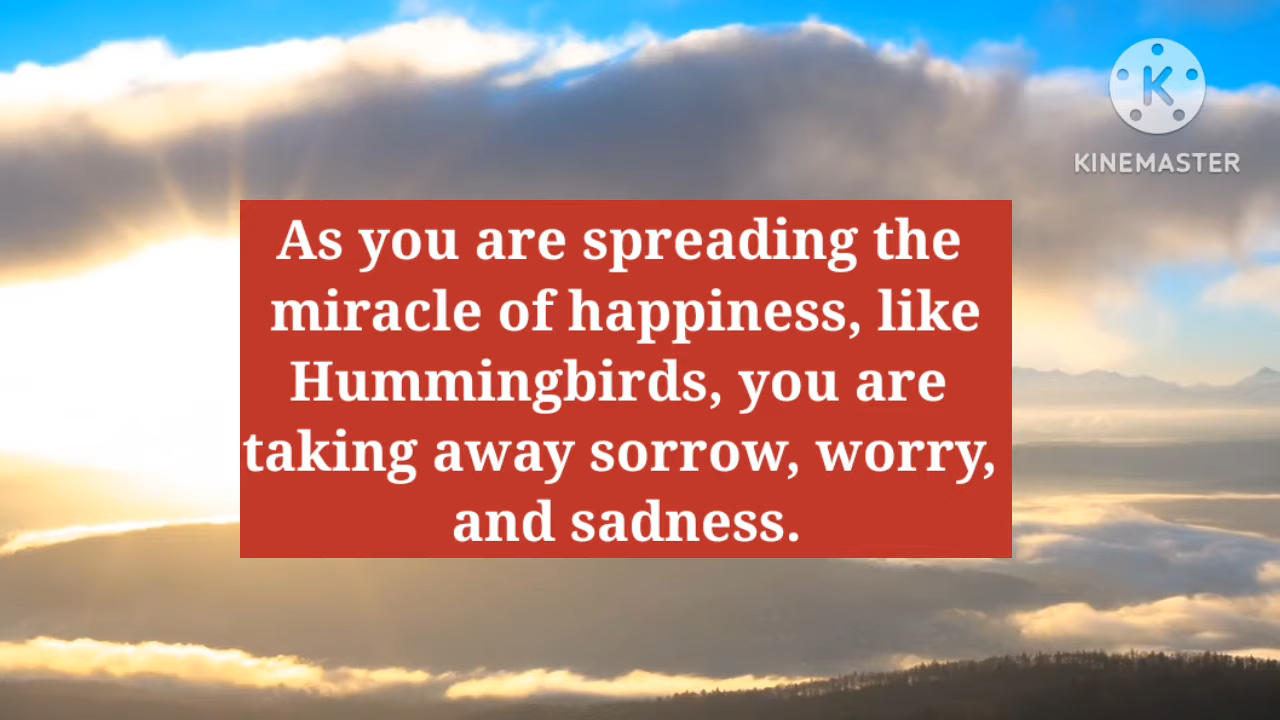 K
KINEMASTER
As you are spreading the
miracle of happiness, like
Hummingbirds, you are
taking away sorrow, worry,
and sadness.